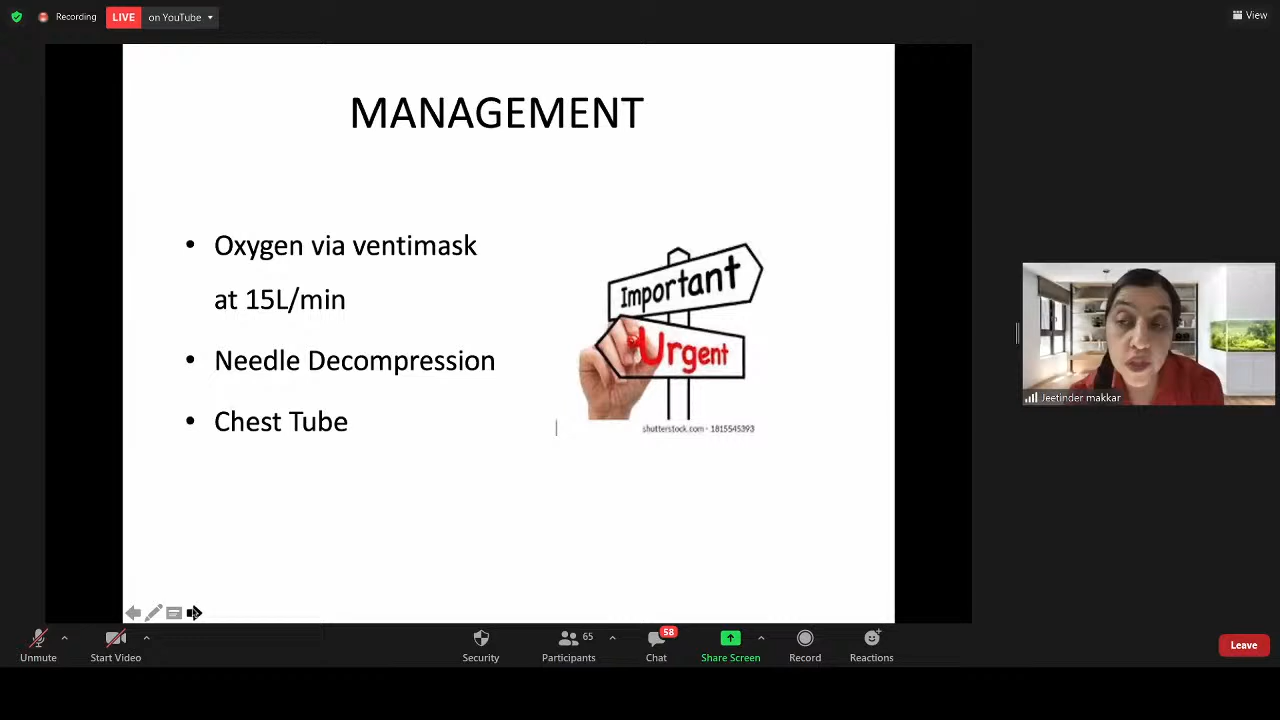 Recording
LIVE
on YouTube
View
MANAGEMENT
• Oxygen via ventimask
at 15L/min
• Needle Decompression
• Chest Tube
Important
Urgent
shutterstock.com · 1815545393
Jeetinder makkar
Unmute
Start Video
Security
65
Participants
58
Chat
Share Screen
Record
Reactions
Leave